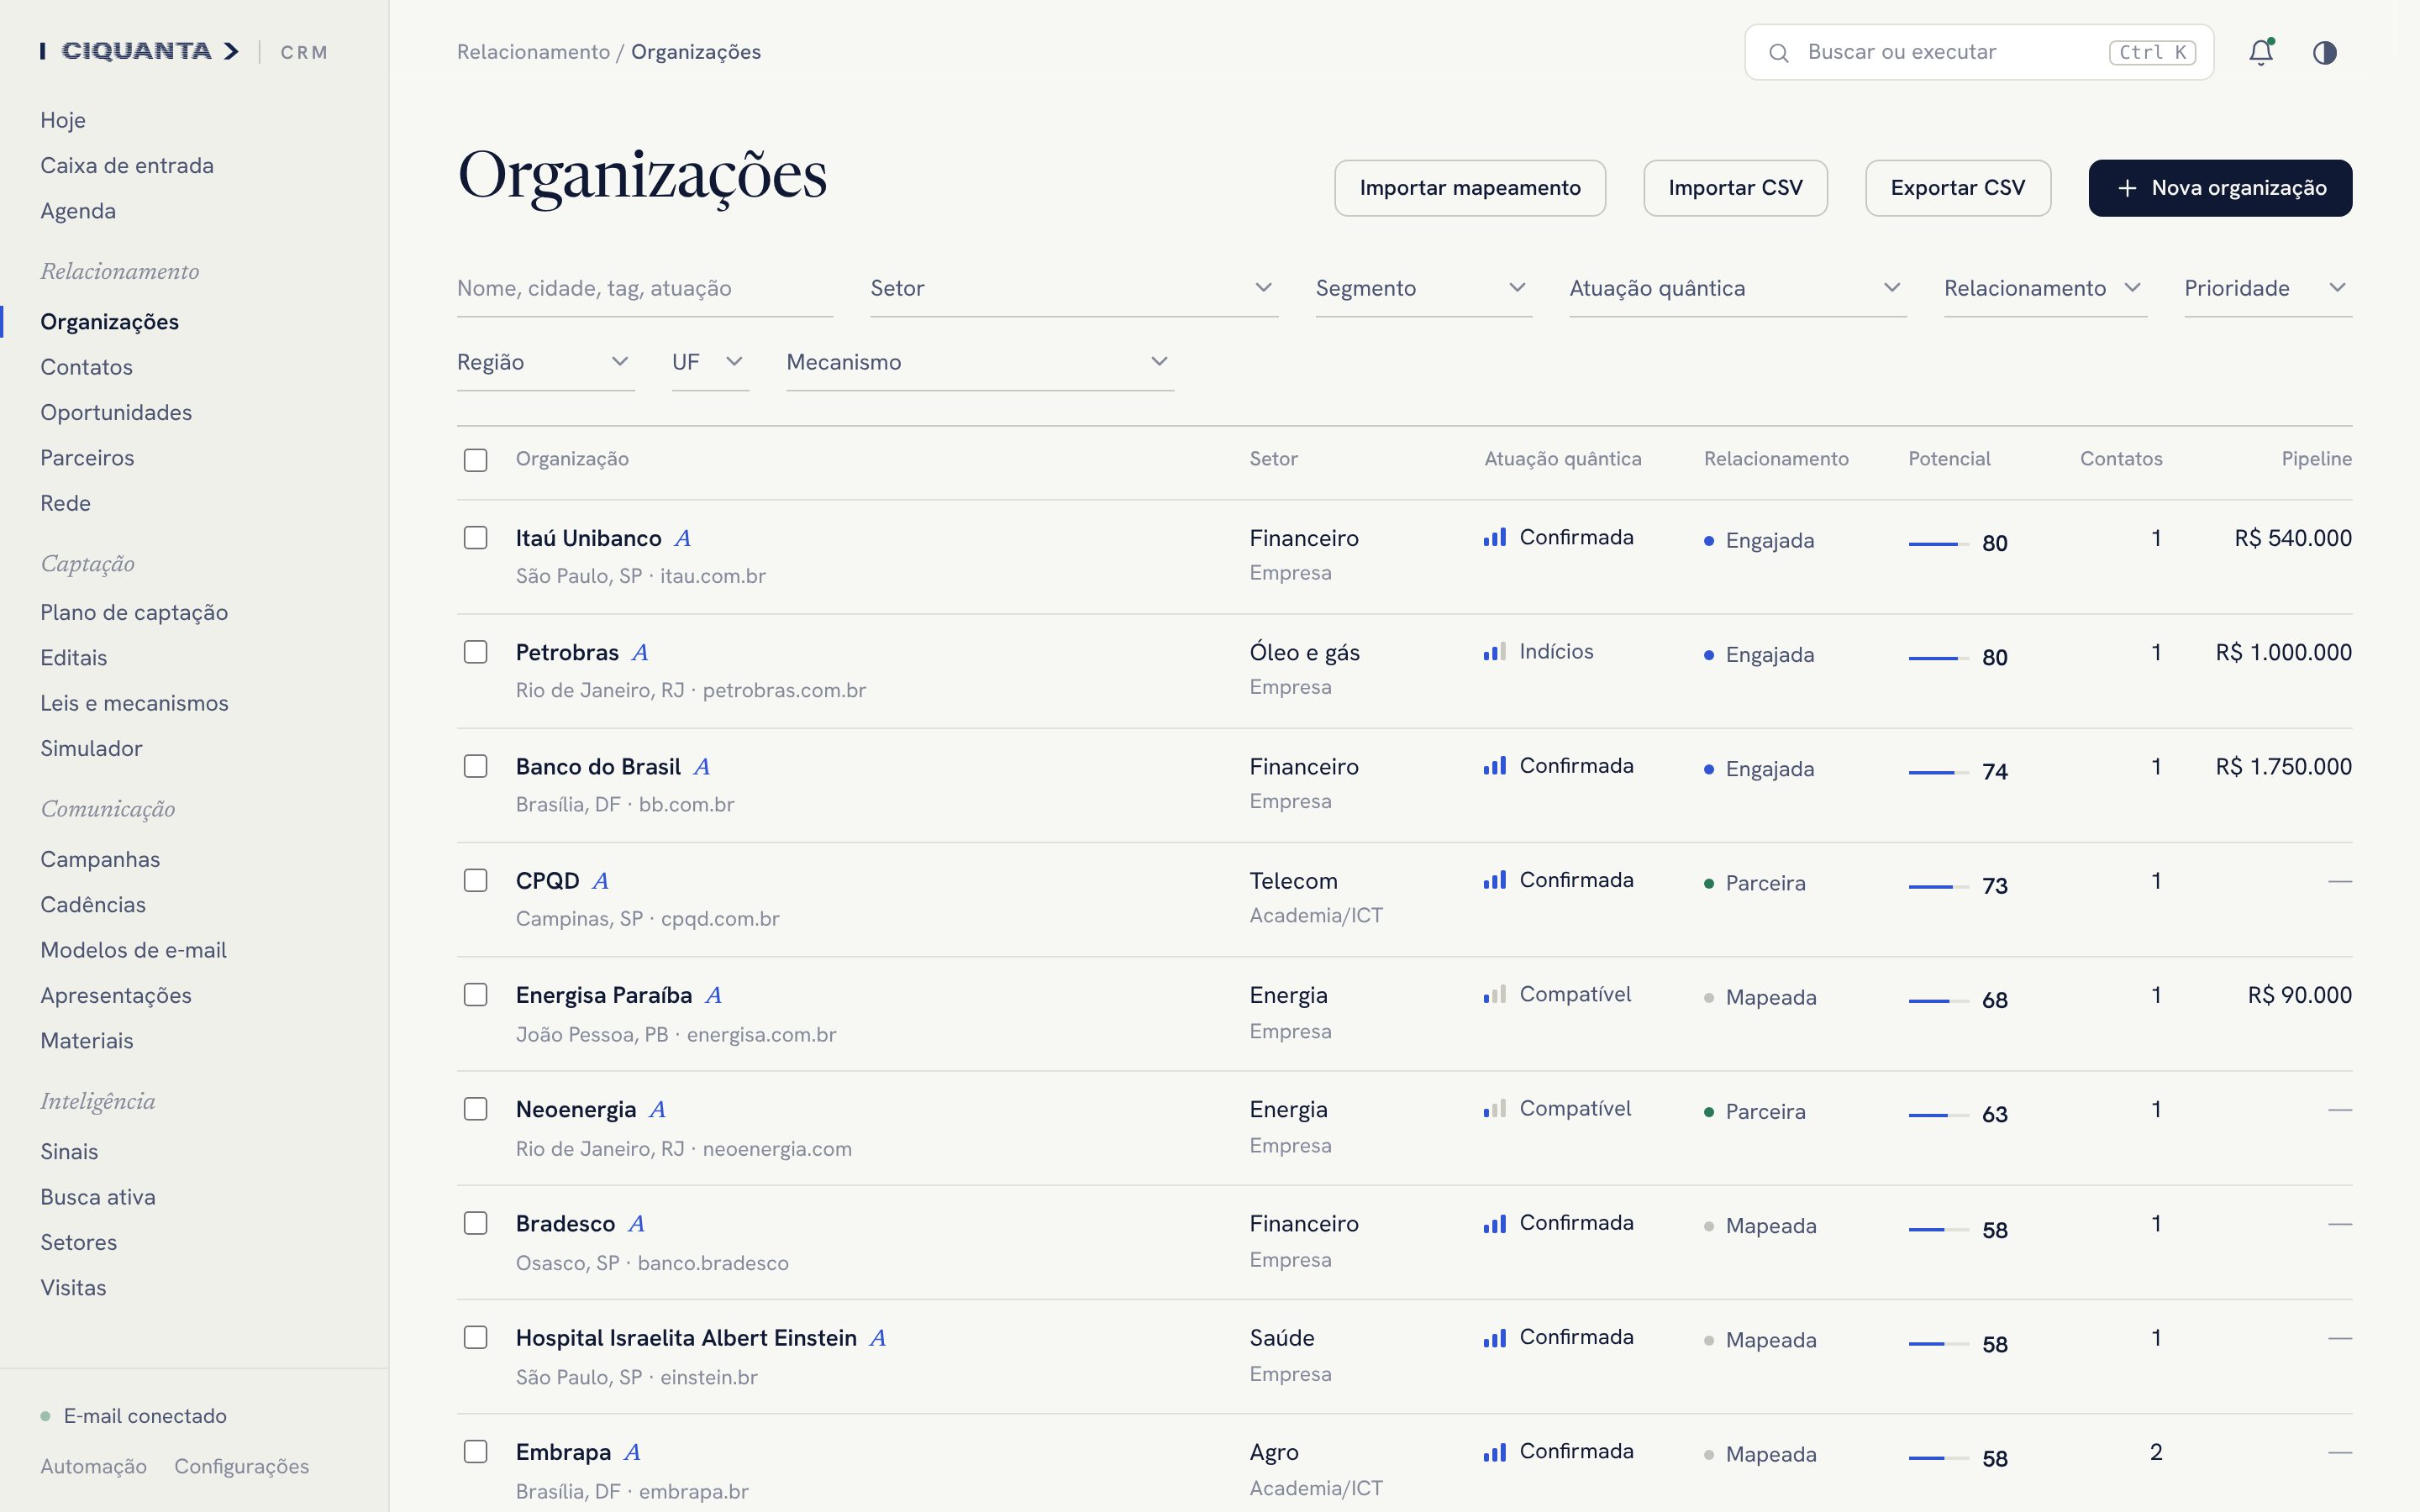 CIQUANTA | CRM
Hoje
Caixa de entrada
Agenda
Relacionamento
Organizações
Contatos
Oportunidades
Parceiros
Rede
Captação
Plano de captação
Editais
Leis e mecanismos
Simulador
Comunicação
Campanhas
Cadências
Modelos de e-mail
Apresentações
Materiais
Inteligência
Sinais
Busca ativa
Setores
Visitas
E-mail conectado
Automação Configurações
Relacionamento / Organizações
Buscar ou executar Ctrl K
Organizações
Importar mapeamento Importar CSV Exportar CSV + Nova organização
Nome, cidade, tag, atuação Setor Segmento Atuação quântica Relacionamento Prioridade
Região UF Mecanismo
Organização Setor Atuação quântica Relacionamento Potencial Contatos Pipeline
Itaú Unibanco A Financeiro Confirmada Engajada 80 1 R$ 540.000
São Paulo, SP · itau.com.br Empresa
Petrobras A Óleo e gás Indícios Engajada 80 1 R$ 1.000.000
Rio de Janeiro, RJ · petrobras.com.br Empresa
Banco do Brasil A Financeiro Confirmada Engajada 74 1 R$ 1.750.000
Brasília, DF · bb.com.br Empresa
CPQD A Telecom Confirmada Parceira 73 1 —
Campinas, SP · cpqd.com.br Academia/ICT
Energisa Paraíba A Energia Compatível Mapeada 68 1 R$ 90.000
João Pessoa, PB · energisa.com.br Empresa
Neoenergia A Energia Compatível Parceira 63 1 —
Rio de Janeiro, RJ · neoenergia.com Empresa
Bradesco A Financeiro Confirmada Mapeada 58 1 —
Osasco, SP · banco.bradesco Empresa
Hospital Israelita Albert Einstein A Saúde Confirmada Mapeada 58 1 —
São Paulo, SP · einstein.br Empresa
Embrapa A Agro Confirmada Mapeada 58 2 —
Brasília, DF · embrapa.br Academia/ICT